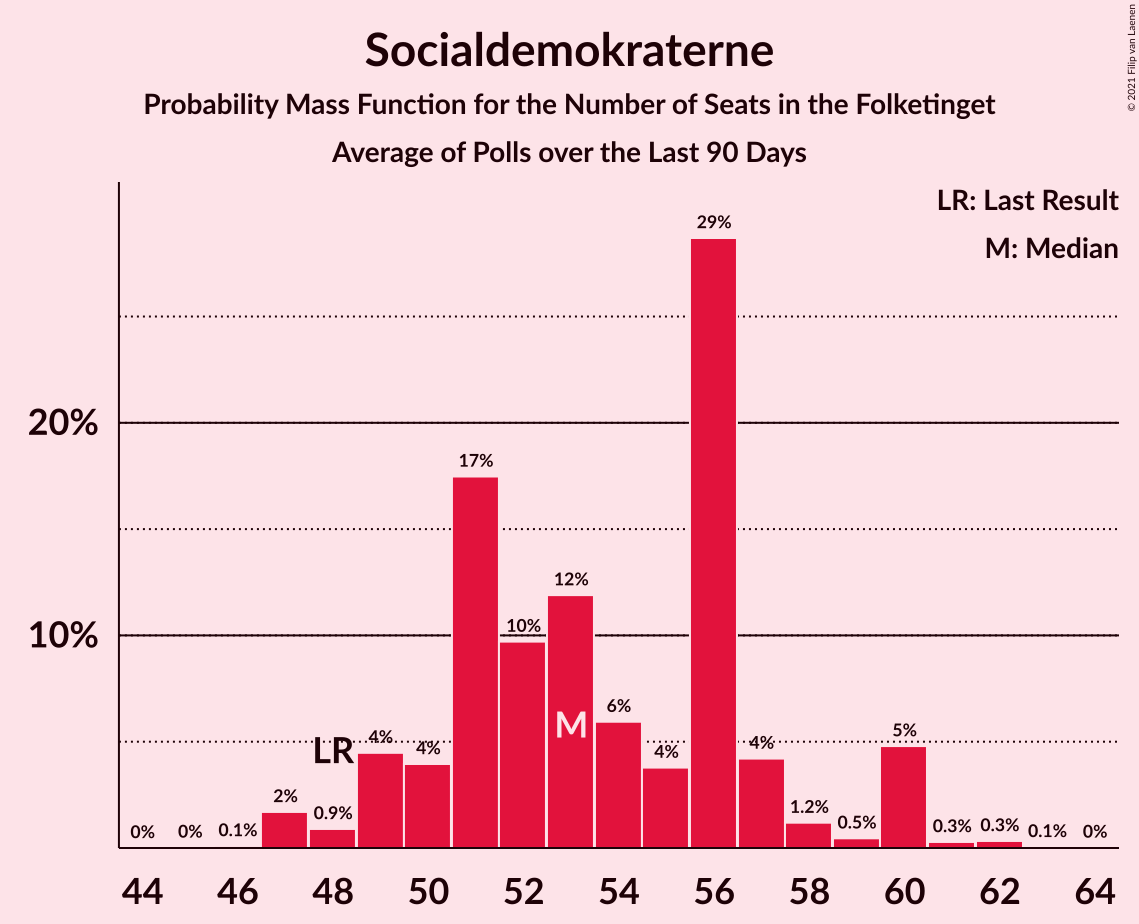 Socialdemokraterne
Probability Mass Function for the Number of Seats in the Folketinget
Average of Polls over the Last 90 Days
© 2021 Filip van Laenen
LR: Last Result
M: Median
20%
10%
0%
0%
0.1%
2%
0.9%
LR
4%
4%
17%
10%
12%
M
6%
4%
29%
4%
1.2%
0.5%
5%
0.3%
0.3%
0.1%
0%
44 46 48 50 52 54 56 58 60 62 64